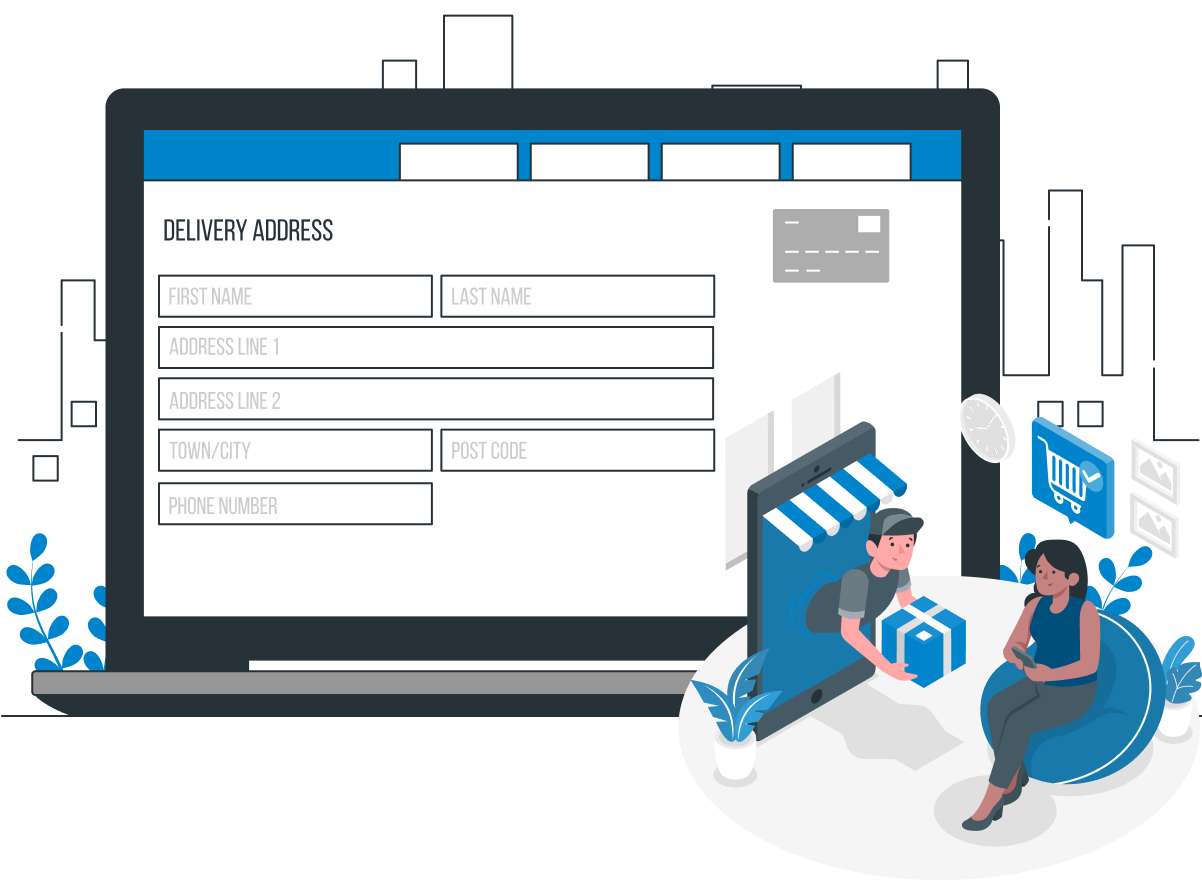 DELIVERY ADDRESS
FIRST NAME
LAST NAME
ADDRESS LINE 1
ADDRESS LINE 2
TOWN/CITY
POST CODE
PHONE NUMBER